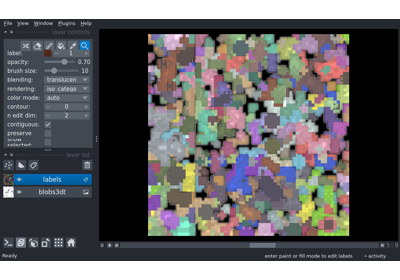 File View Window Plugins Help
layer controls
label: 1
opacity: 0.70
brush size: 10
blending: translucen
rendering: iso_catego
color mode: auto
contour: 0
n edit dim: 2
contiguous:
preserve
selected:
layer list
labels
blobs3dt
Ready
enter paint or fill mode to edit labels
activity